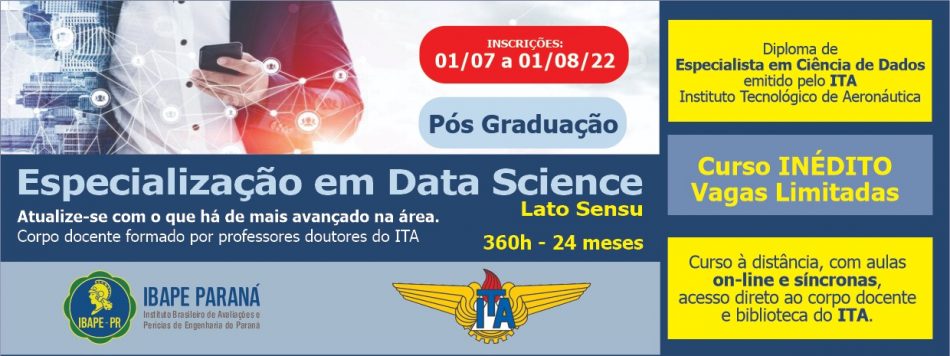 INSCRIÇÕES:
01/07 a 01/08/22
Pós Graduação
Especialização em Data Science
Lato Sensu
Atualize-se com o que há de mais avançado na área.
Corpo docente formado por professores doutores do ITA
360h - 24 meses
IBAPE - PR
IBAPE PARANÁ
Instituto Brasileiro de Avaliações e
Perícias de Engenharia do Paraná
ITA
Diploma de
Especialista em Ciência de Dados
emitido pelo ITA
Instituto Tecnológico de Aeronáutica
Curso INÉDITO
Vagas Limitadas
Curso à distância, com aulas
on-line e síncronas,
acesso direto ao corpo docente
e biblioteca do ITA.